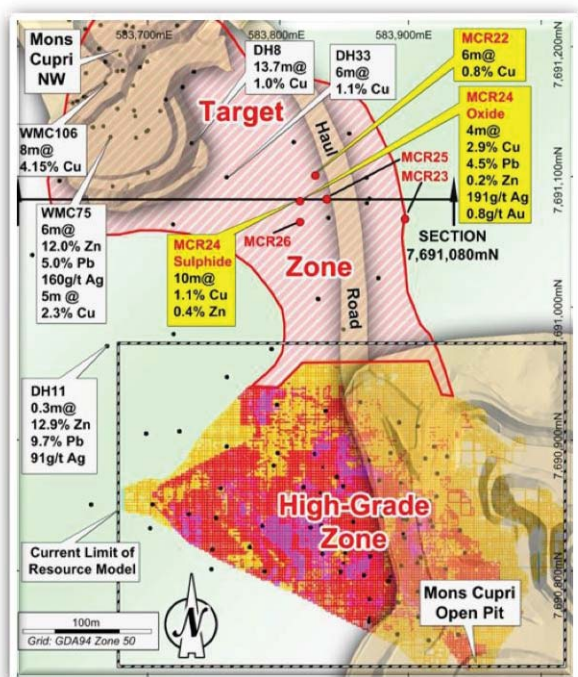 583,700mE
583,800mE
583,900mE
7,691,200mN
7,691,100mN
7,691,000mN
7,690,900mN
7,690,800mN
Mons
Cupri
NW
DH8
13.7m@
1.0% Cu
DH33
6m@
1.1% Cu
MCR22
6m@
0.8% Cu
MCR24
Oxide
4m@
2.9% Cu
4.5% Pb
0.2% Zn
191g/t Ag
0.8g/t Au
Target
Haul
WMC106
8m@
4.15% Cu
MCR25
MCR23
WMC75
6m@
12.0% Zn
5.0% Pb
160g/t Ag
5m @
2.3% Cu
MCR24
Sulphide
10m@
1.1% Cu
0.4% Zn
MCR26
Zone
Road
SECTION
7,691,080mN
DH11
0.3m@
12.9% Zn
9.7% Pb
91g/t Ag
High-Grade
Zone
Current Limit of
Resource Model
Mons Cupri
Open Pit
100m
Grid: GDA94 Zone 50
N